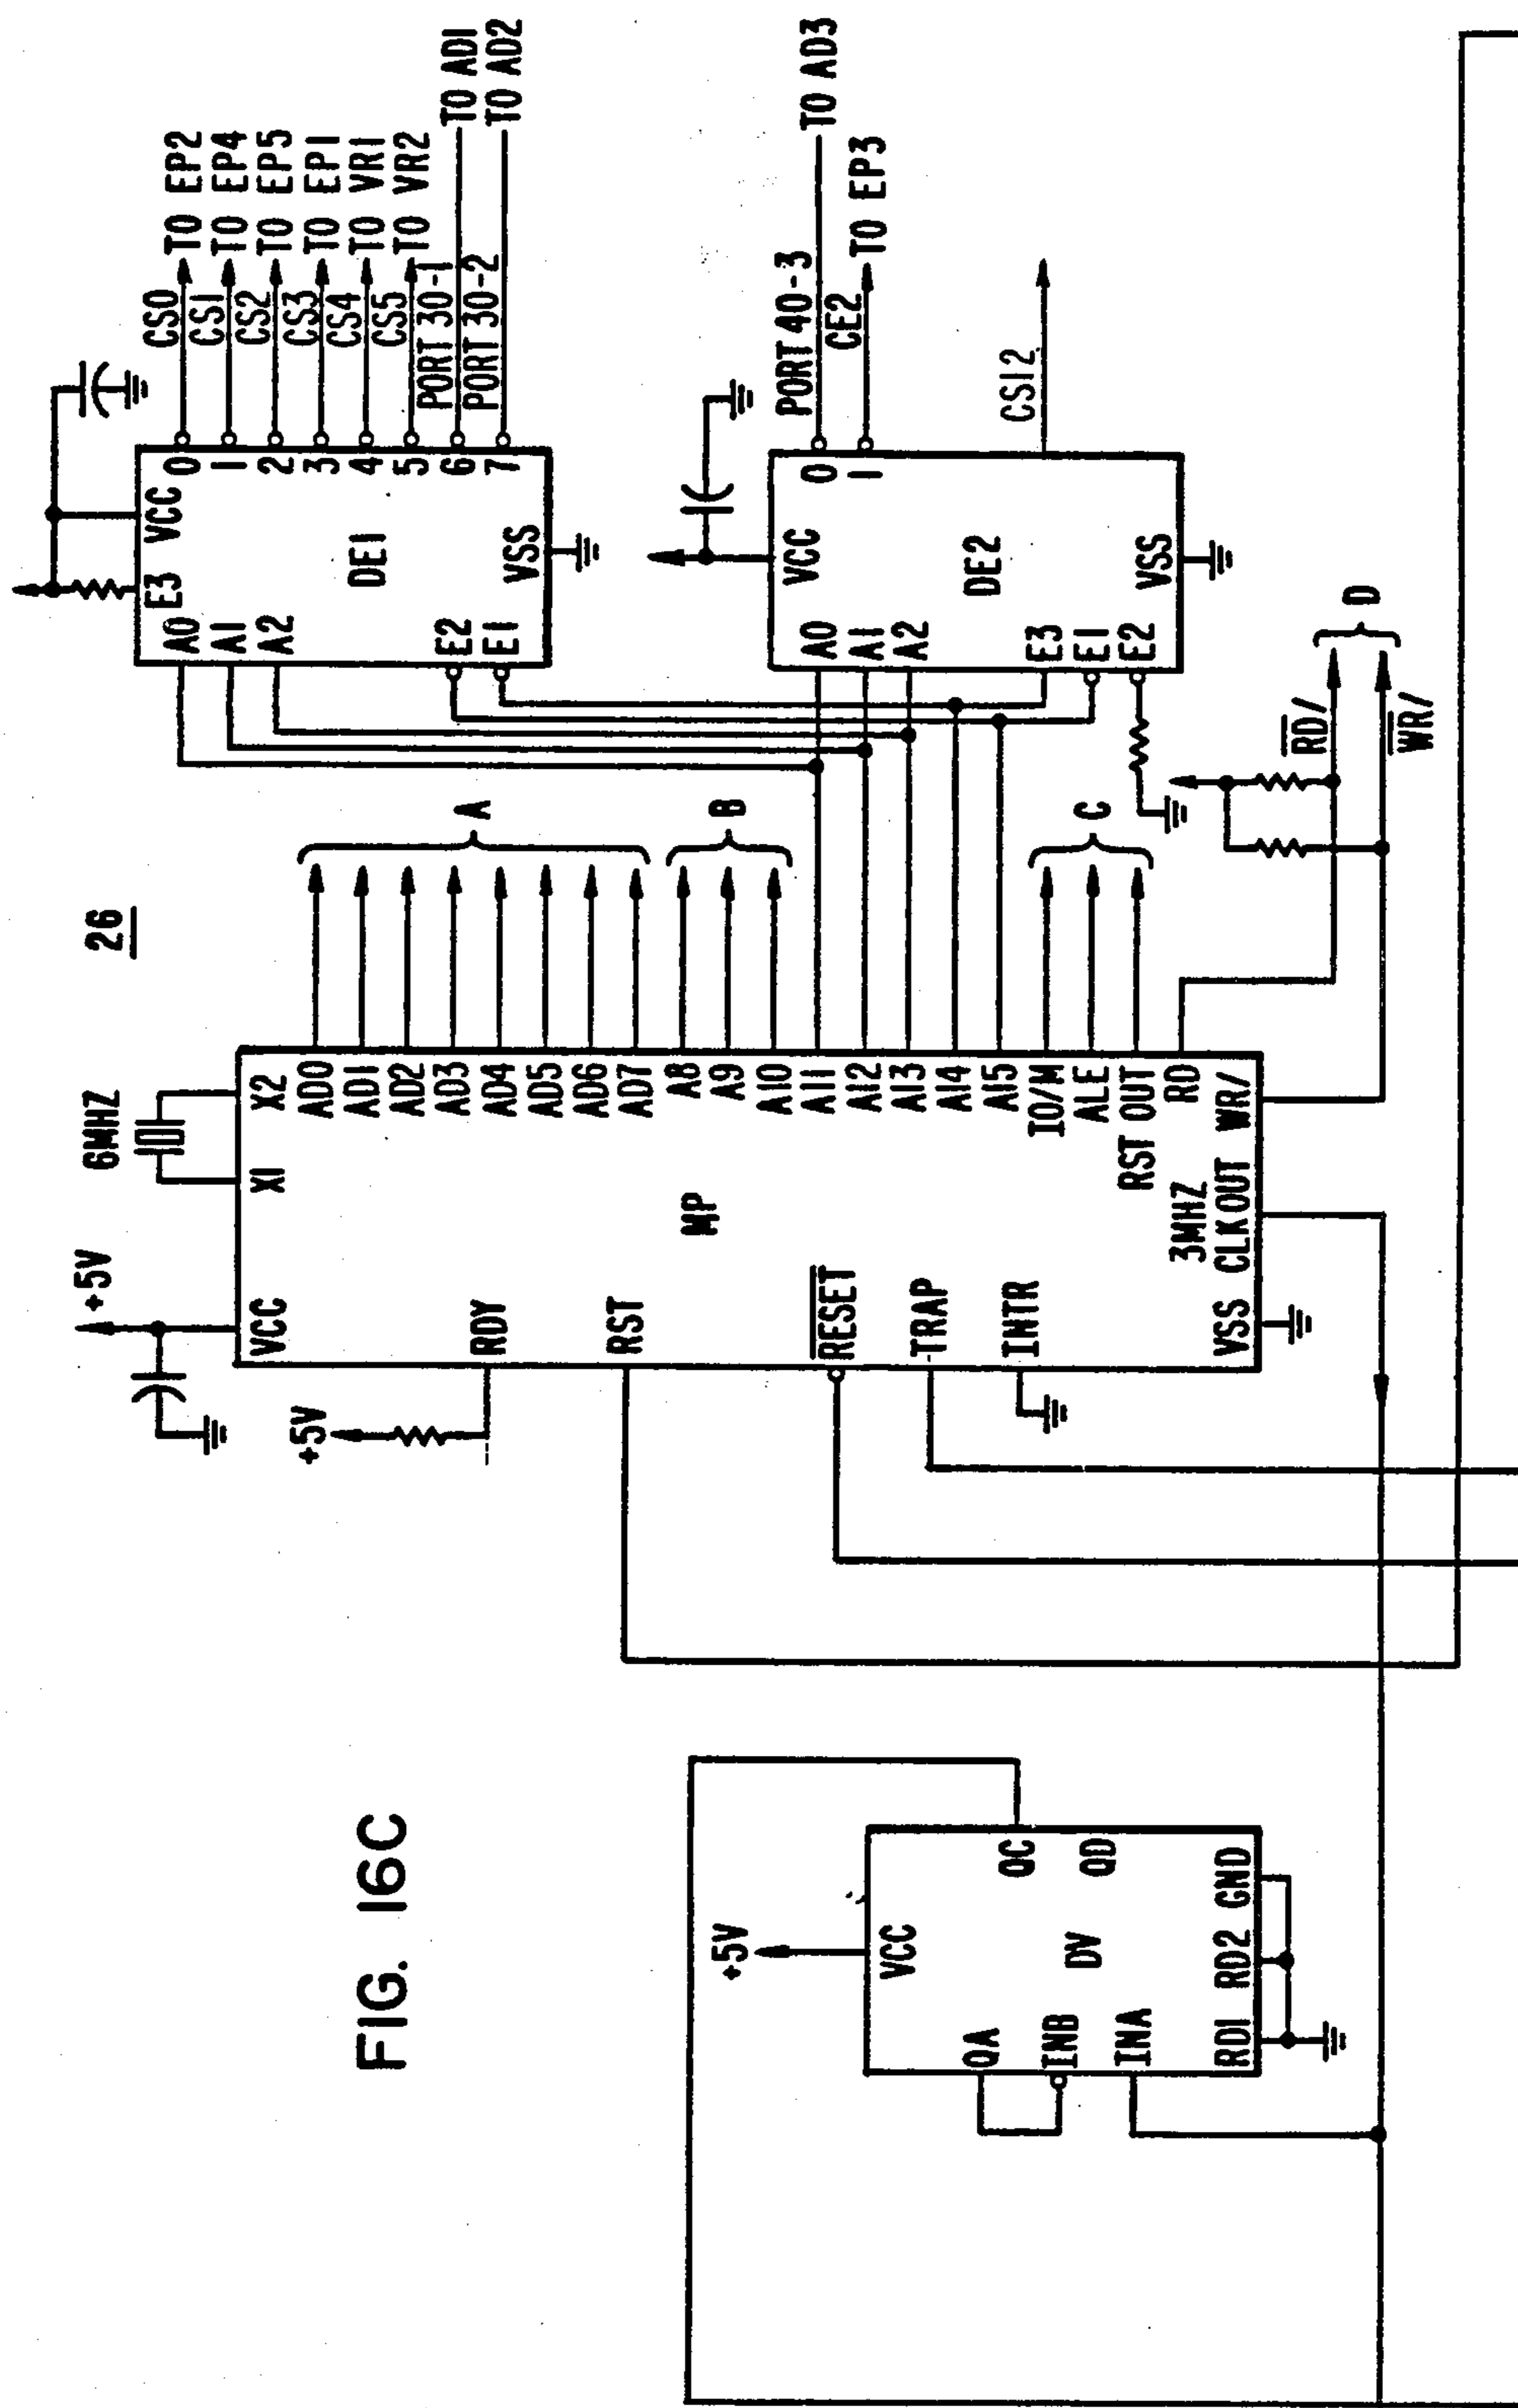 FIG. 16C
26
+5V
6MHZ
VCC
X1
X2
+5V
RDY
RST
RESET
TRAP
INTR
VSS
MP
AD0
AD1
AD2
AD3
AD4
AD5
AD6
AD7
A8
A9
A10
A11
A12
A13
A14
A15
IO/M
ALE
RST OUT
RD
3MHZ
CLK OUT
WR/
A
B
C
E3
VCC
A0
A1
A2
E2
E1
DE1
VSS
0
1
2
3
4
5
6
7
CS0
TO EP2
CS1
TO EP4
CS2
TO EP5
CS3
TO EP1
CS4
TO VR1
CS5
TO VR2
PORT 30-1
TO AD1
PORT 30-2
TO AD2
VCC
A0
A1
A2
E3
E1
E2
DE2
VSS
0
1
PORT 40-3
TO AD3
CE2
TO EP3
CS12
RD/
WR/
D
+5V
VCC
QA
INB
INA
DV
QC
QD
RD1
RD2
GND